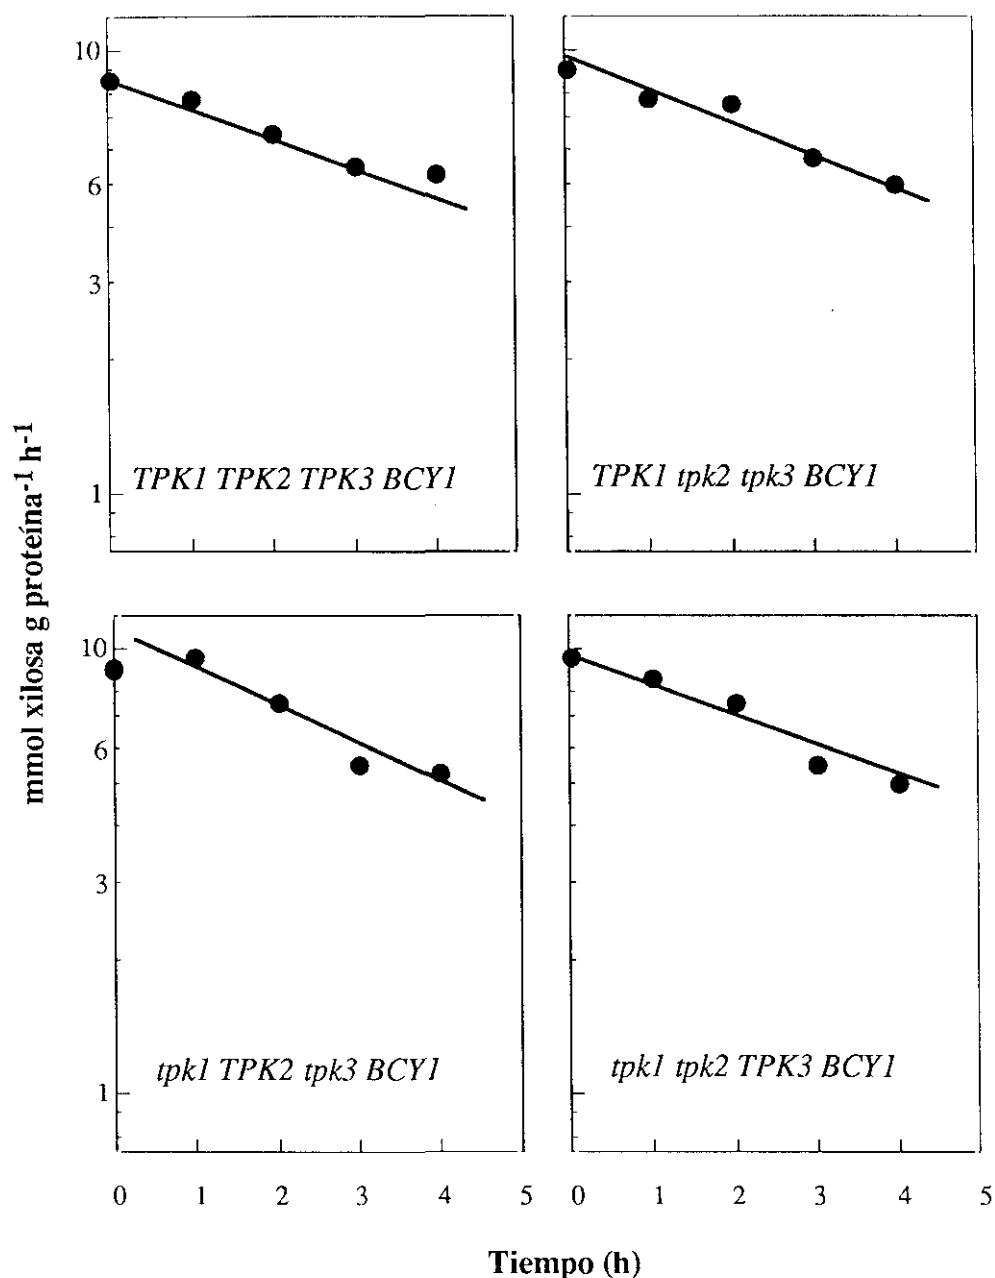 10
6
3
1
TPK1 TPK2 TPK3 BCY1
TPK1 tpk2 tpk3 BCY1
mmol xilosa g proteína-1 h-1
10
6
3
1
tpk1 TPK2 tpk3 BCY1
tpk1 tpk2 TPK3 BCY1
0 1 2 3 4 5
0 1 2 3 4 5
Tiempo (h)